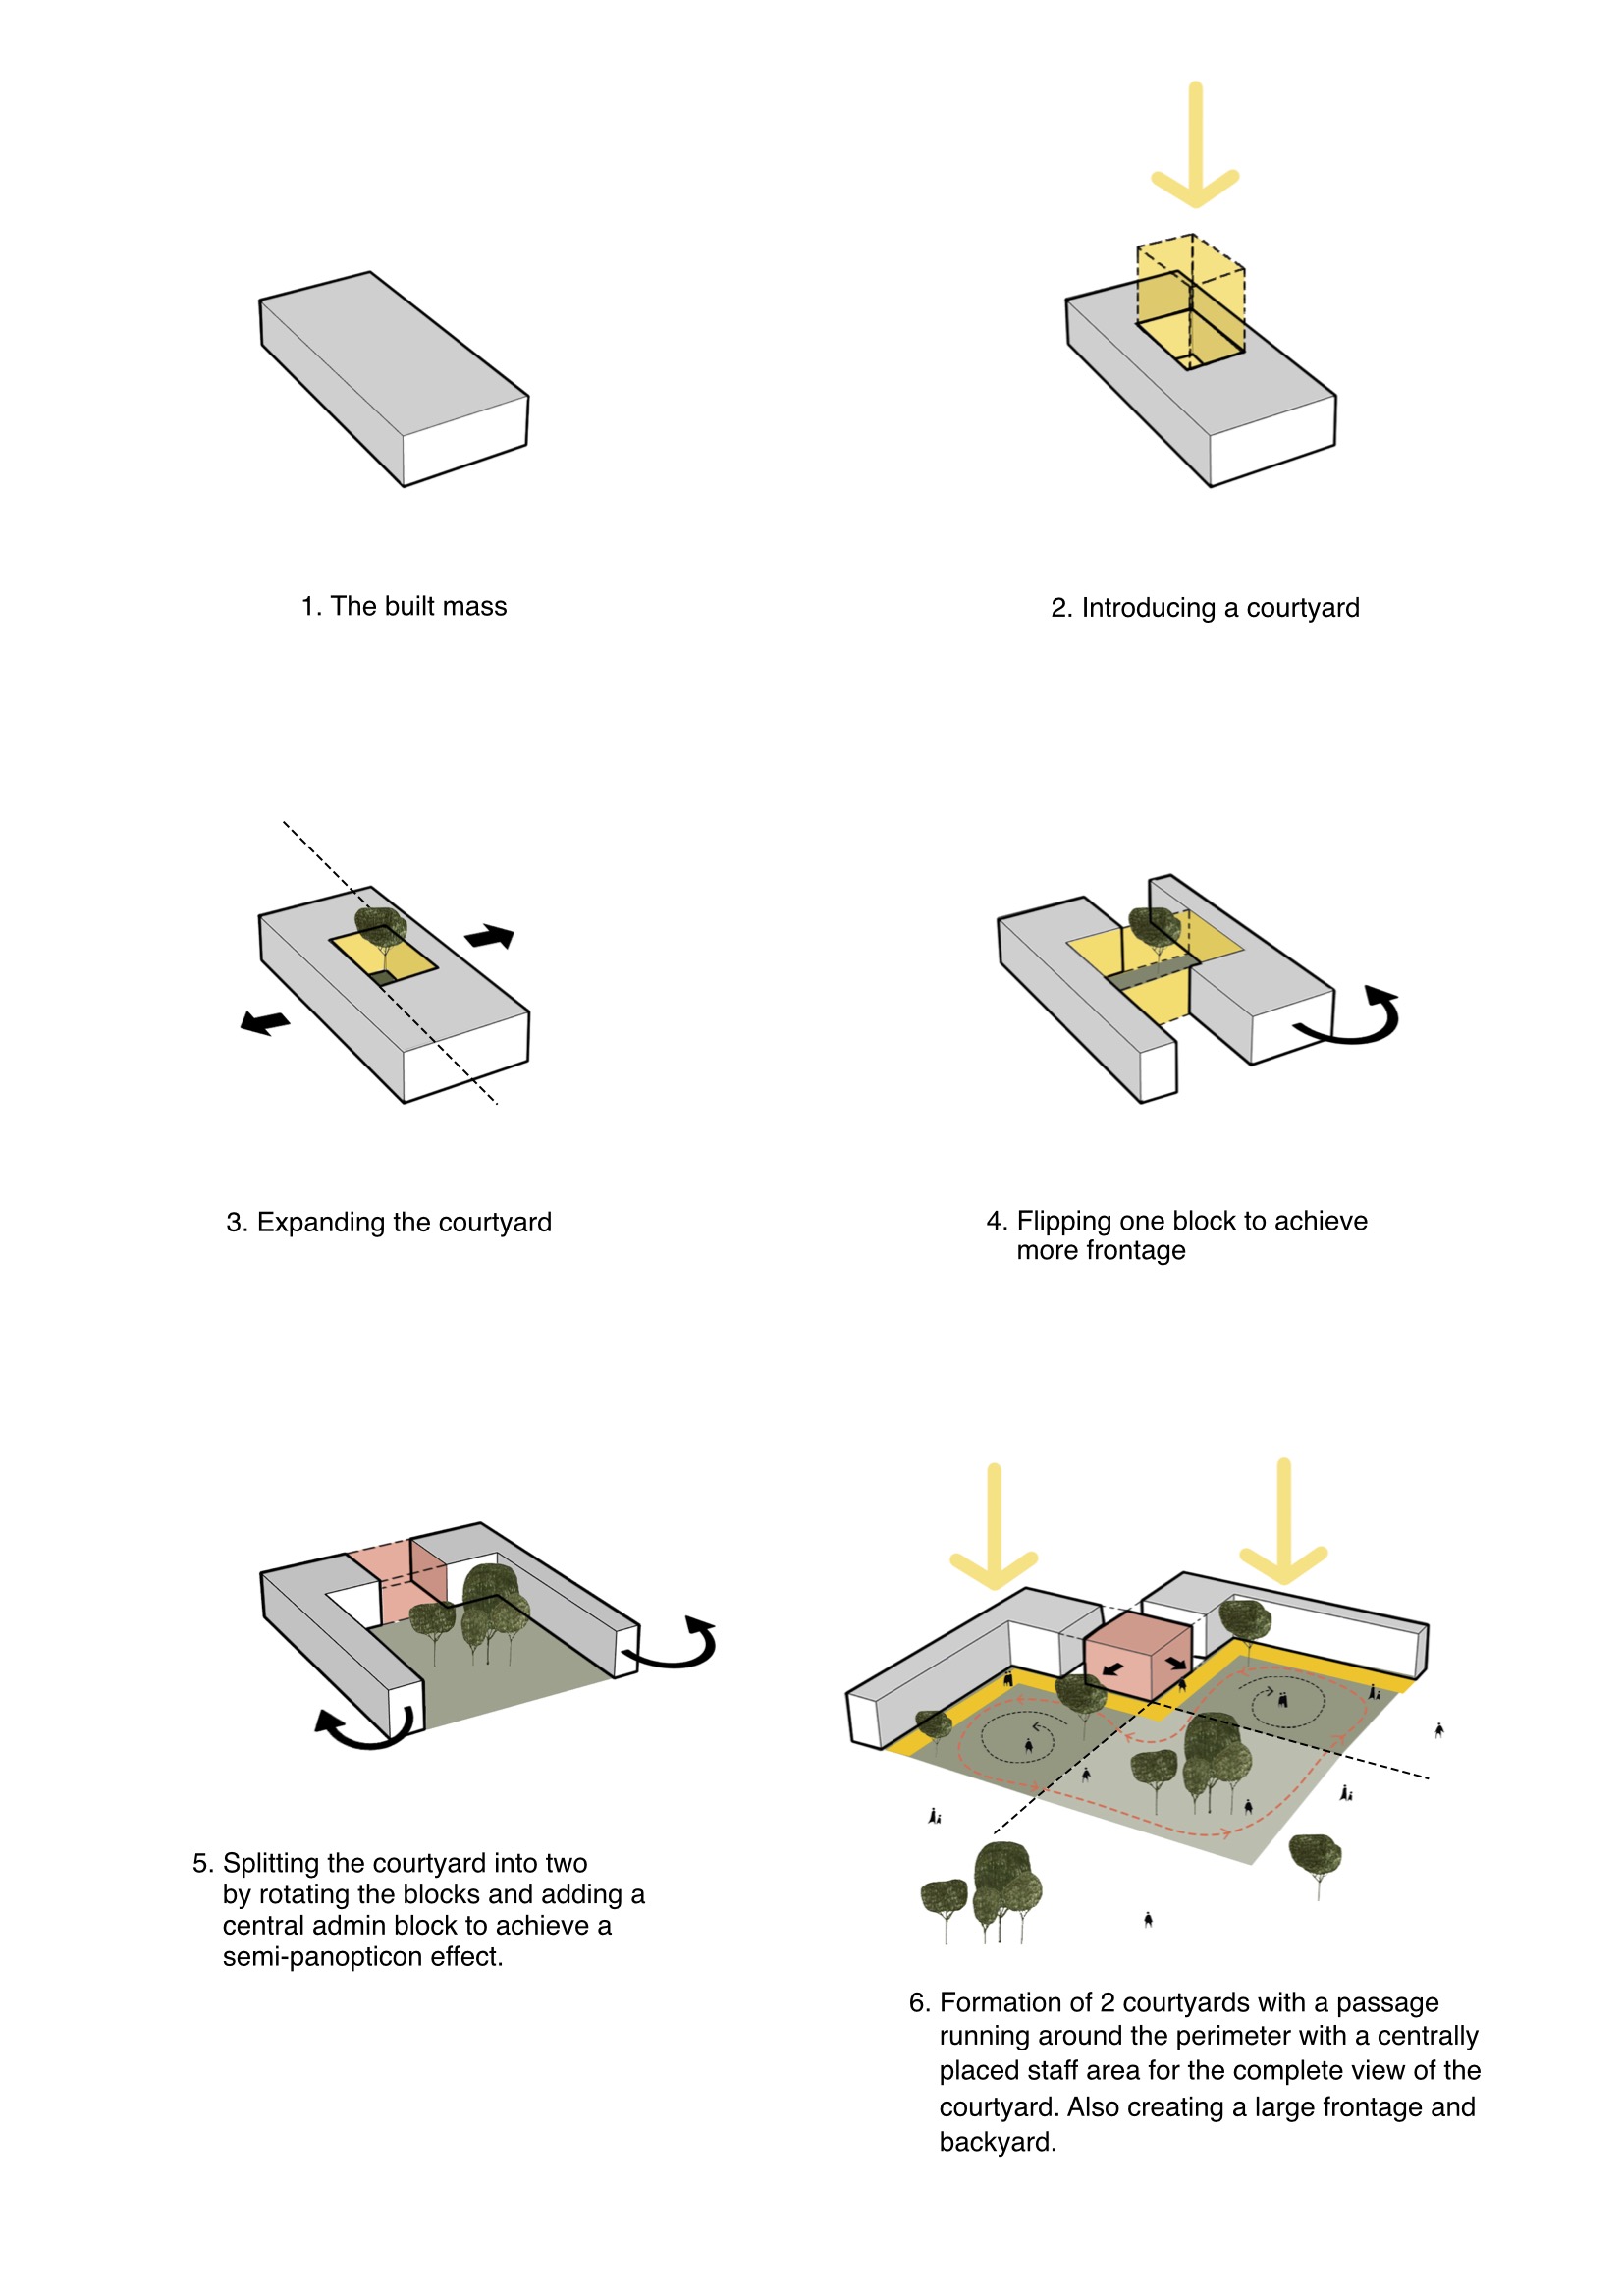 1. The built mass
2. Introducing a courtyard
3. Expanding the courtyard
4. Flipping one block to achieve
more frontage
5. Splitting the courtyard into two
by rotating the blocks and adding a
central admin block to achieve a
semi-panopticon effect.
6. Formation of 2 courtyards with a passage
running around the perimeter with a centrally
placed staff area for the complete view of the
courtyard. Also creating a large frontage and
backyard.